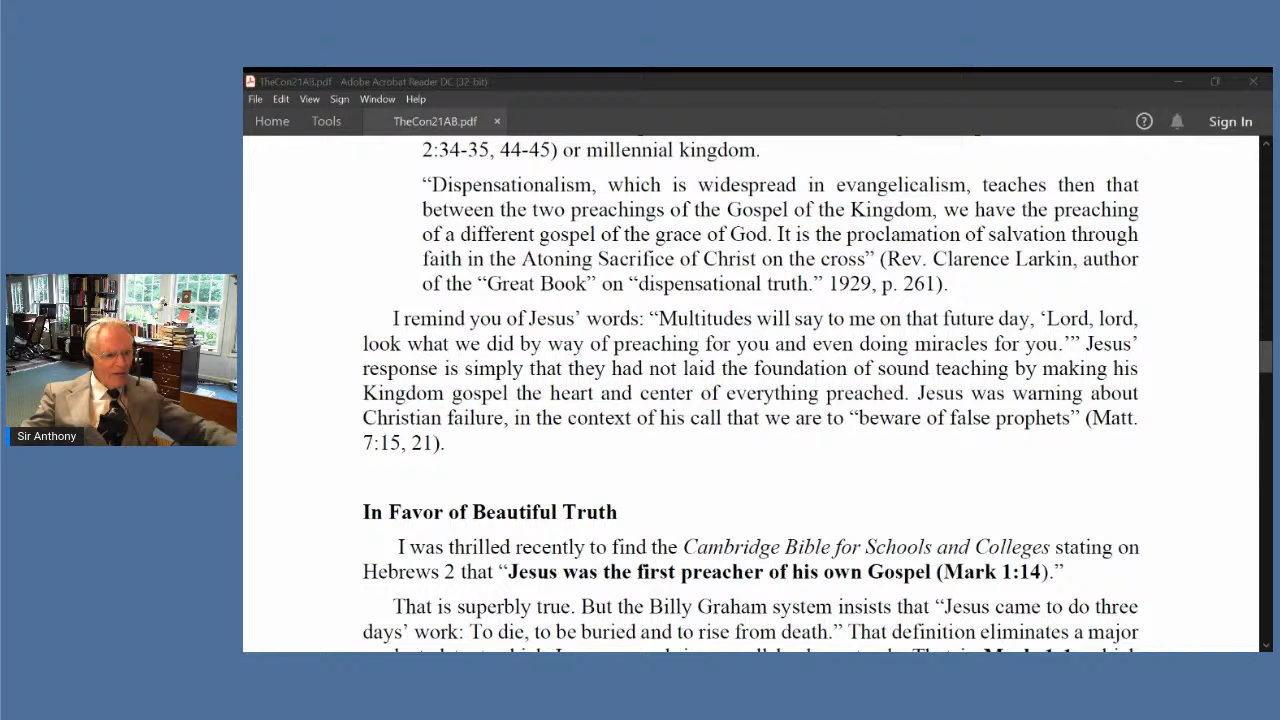 TheCon21AB.pdf - Adobe Acrobat Reader DC (32-bit)
File Edit View Sign Window Help
Home Tools TheCon21AB.pdf × Sign In
2:34-35, 44-45) or millennial kingdom.
“Dispensationalism, which is widespread in evangelicalism, teaches then that
between the two preachings of the Gospel of the Kingdom, we have the preaching
of a different gospel of the grace of God. It is the proclamation of salvation through
faith in the Atoning Sacrifice of Christ on the cross” (Rev. Clarence Larkin, author
of the “Great Book” on “dispensational truth.” 1929, p. 261).
I remind you of Jesus’ words: “Multitudes will say to me on that future day, ‘Lord, lord,
look what we did by way of preaching for you and even doing miracles for you.’” Jesus’
response is simply that they had not laid the foundation of sound teaching by making his
Kingdom gospel the heart and center of everything preached. Jesus was warning about
Christian failure, in the context of his call that we are to “beware of false prophets” (Matt.
7:15, 21).
In Favor of Beautiful Truth
I was thrilled recently to find the Cambridge Bible for Schools and Colleges stating on
Hebrews 2 that “Jesus was the first preacher of his own Gospel (Mark 1:14).”
That is superbly true. But the Billy Graham system insists that “Jesus came to do three
days’ work: To die, to be buried and to rise from death.” That definition eliminates a major
Sir Anthony